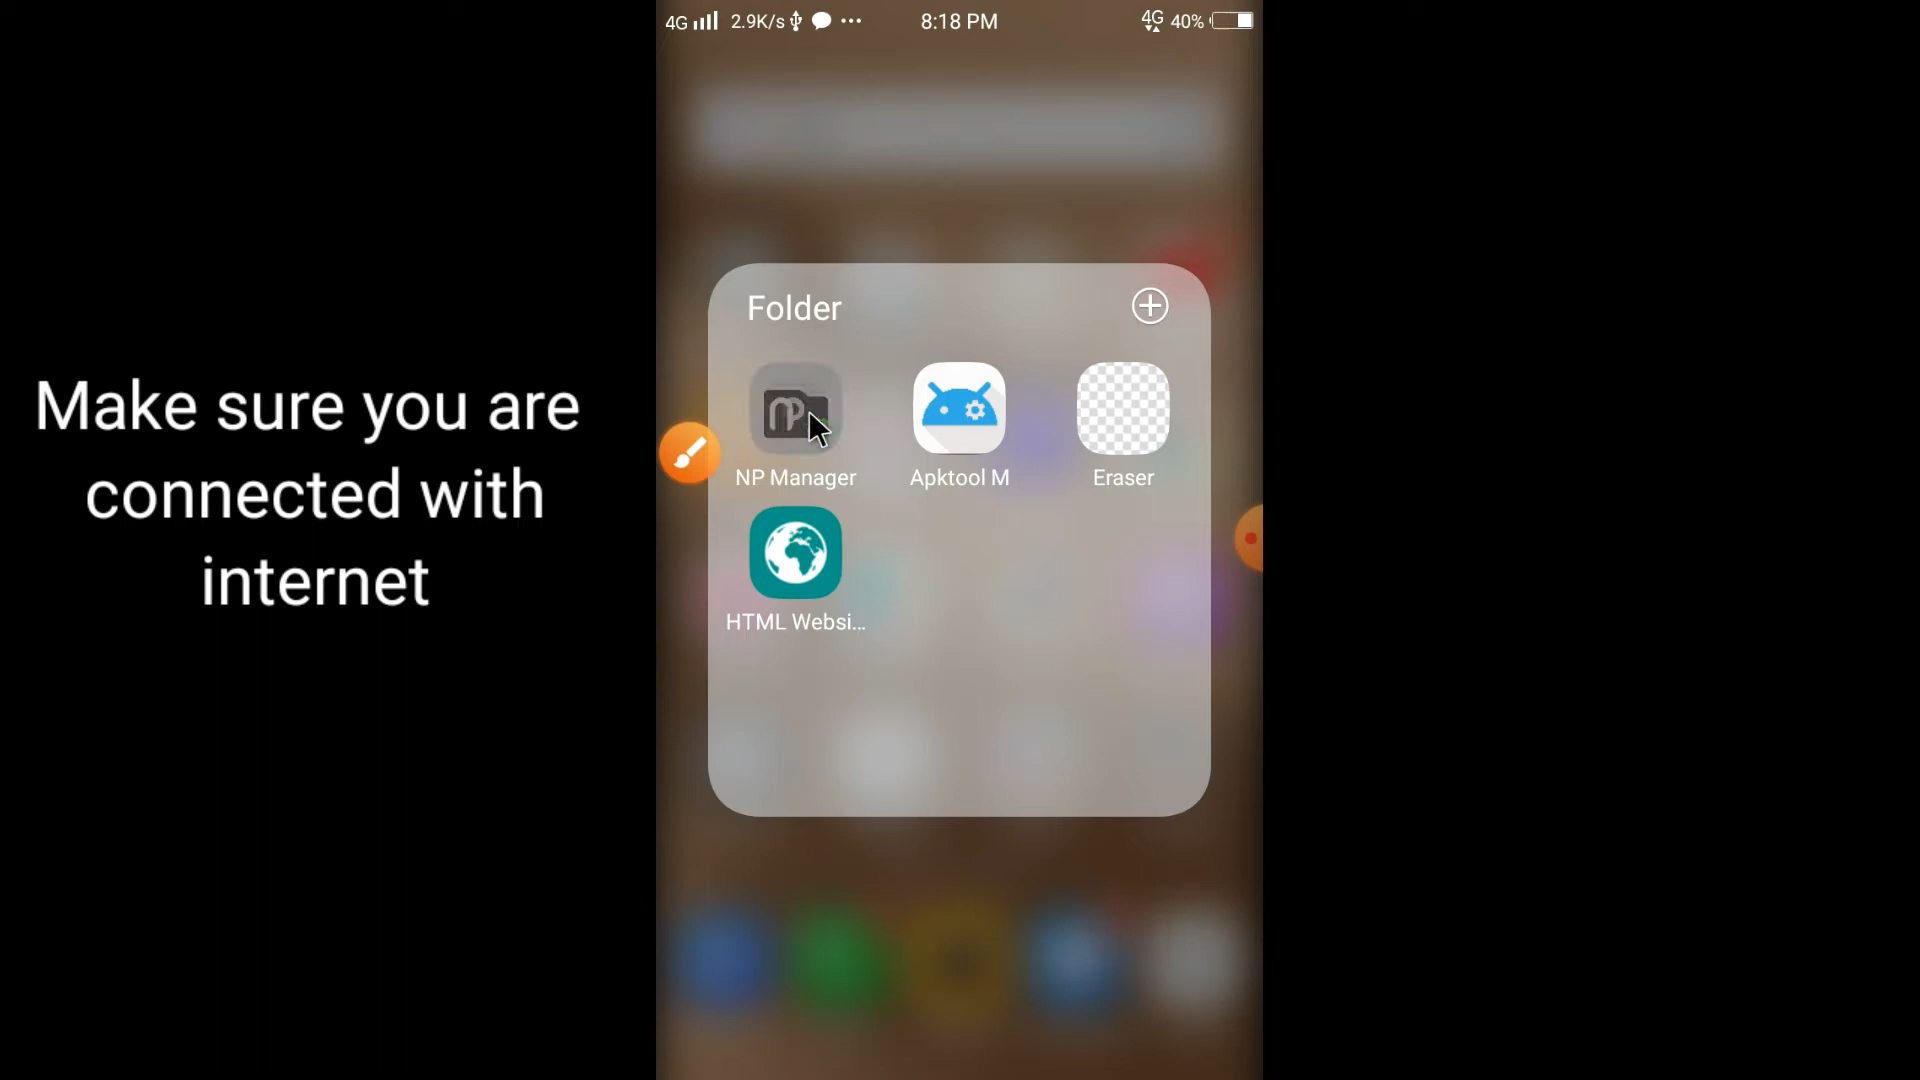 4G 2.9K/s ... 8:18 PM 4G 40%
Folder
NP Manager Apktool M Eraser
HTML Websi...
Make sure you are
connected with
internet